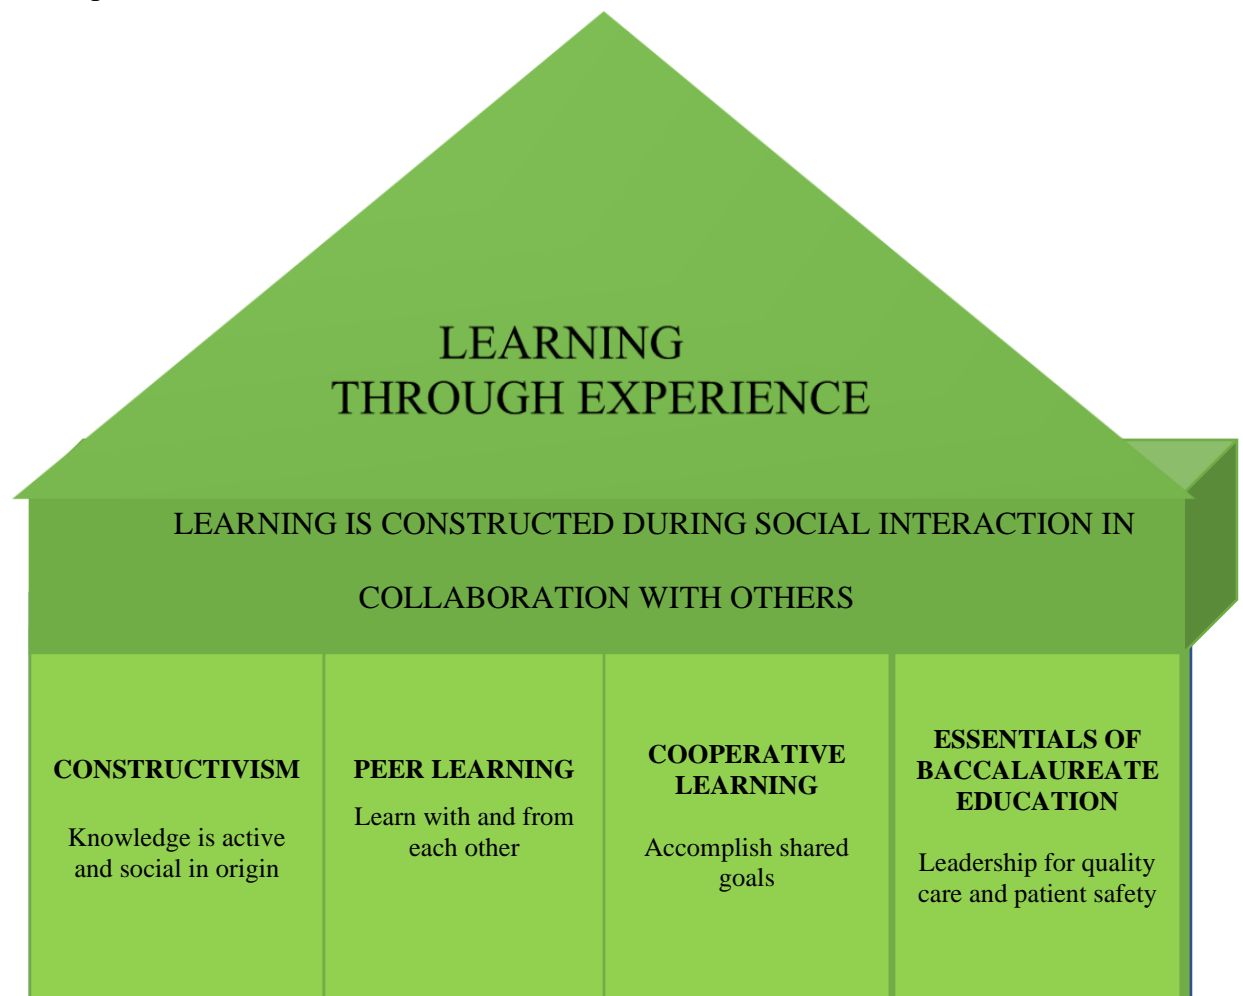 LEARNING
THROUGH EXPERIENCE
LEARNING IS CONSTRUCTED DURING SOCIAL INTERACTION IN
COLLABORATION WITH OTHERS
CONSTRUCTIVISM
Knowledge is active
and social in origin
PEER LEARNING
Learn with and from
each other
COOPERATIVE
LEARNING
Accomplish shared
goals
ESSENTIALS OF
BACCALAUREATE
EDUCATION
Leadership for quality
care and patient safety